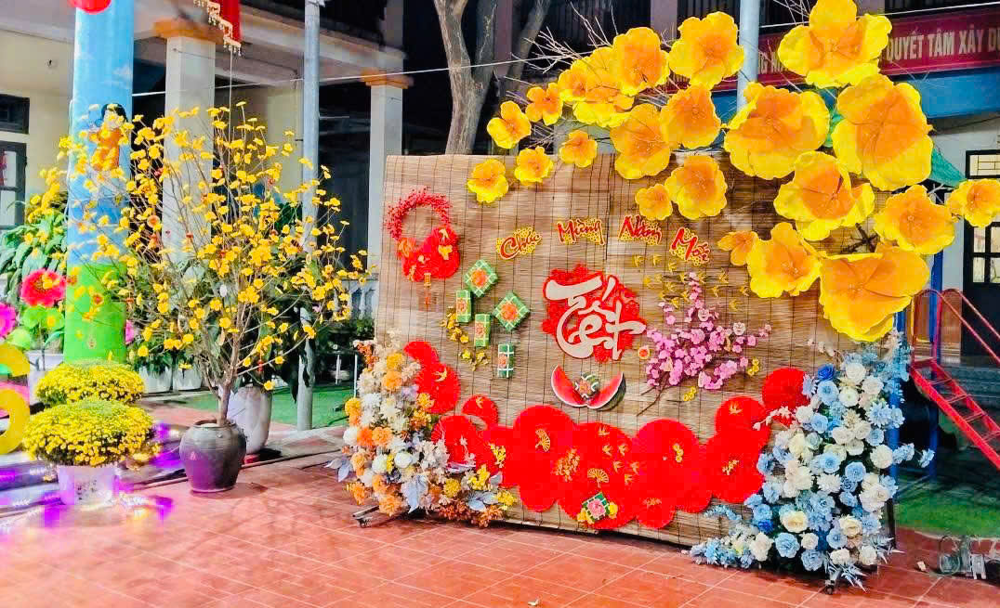 QUYẾT TÂM XÂY DỰ
Chúc Mừng Năm Mới
Tết